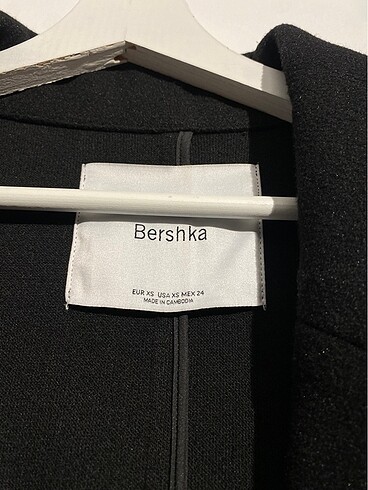 Bershka
EUR XS USA XS MEX 24
MADE IN CAMBODIA